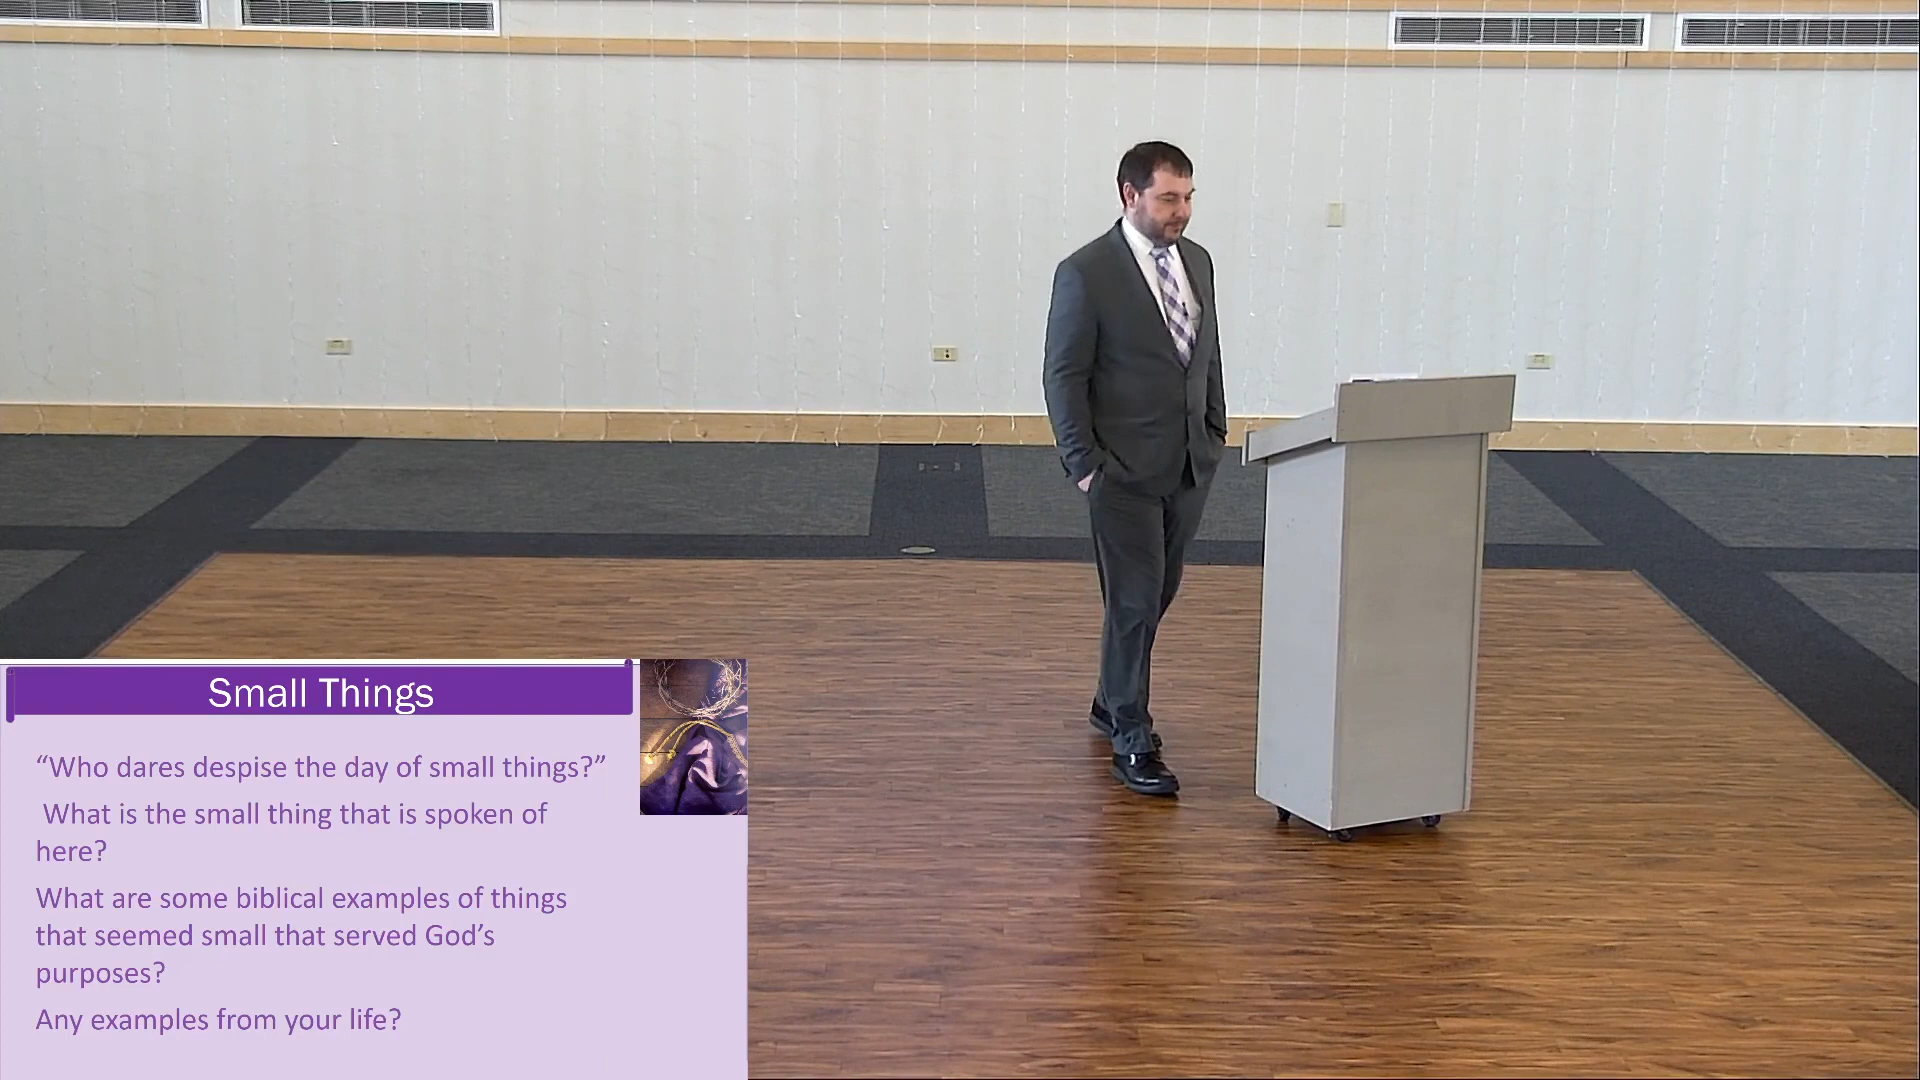 Small Things
“Who dares despise the day of small things?”
What is the small thing that is spoken of
here?
What are some biblical examples of things
that seemed small that served God’s
purposes?
Any examples from your life?